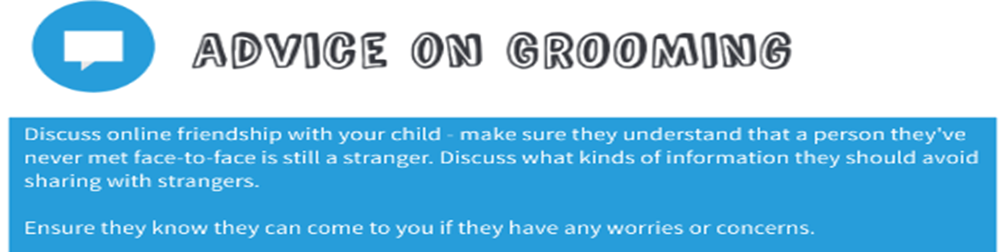 ADVICE ON GROOMING
Discuss online friendship with your child - make sure they understand that a person they've
never met face-to-face is still a stranger. Discuss what kinds of information they should avoid
sharing with strangers.
Ensure they know they can come to you if they have any worries or concerns.